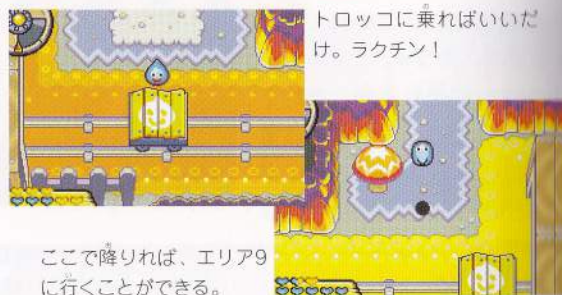 トロッコに乗ればいいだ
け。ラクチン！
ここで降りれば、エリア9
に行くことができる。